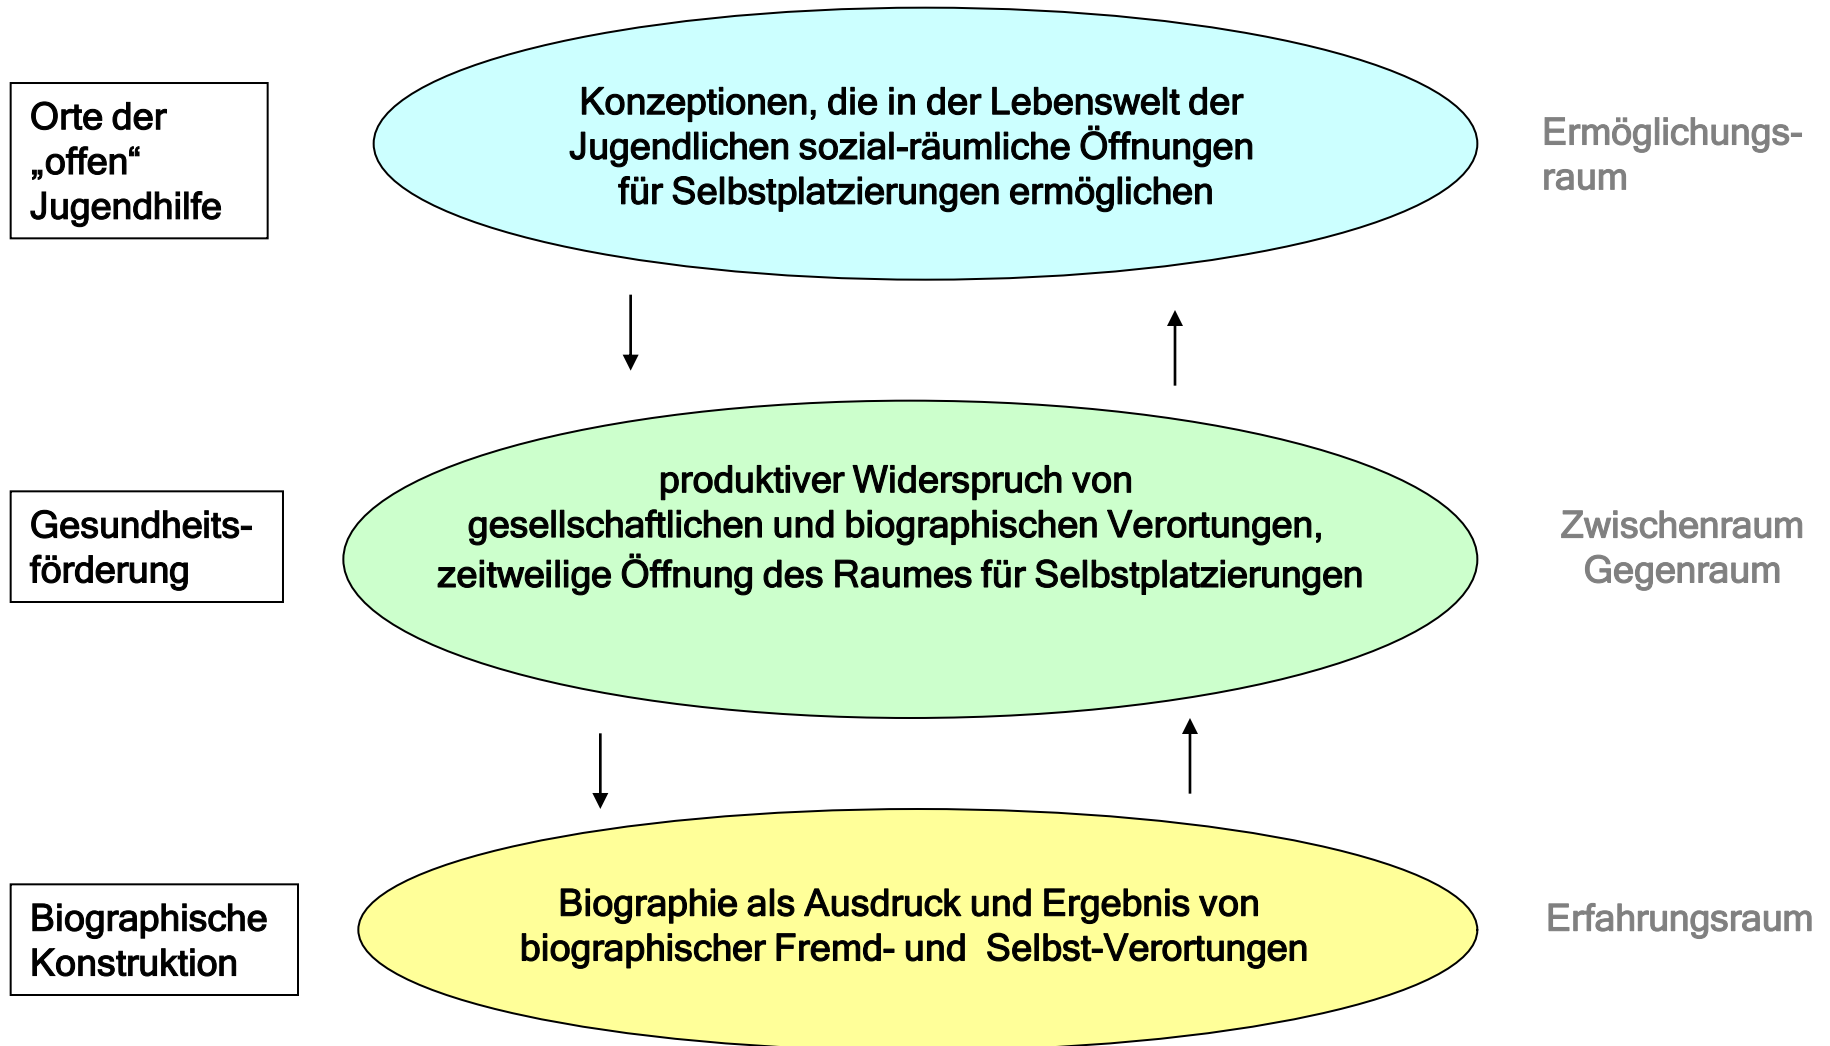 Orte der
„offen“
Jugendhilfe
Konzeptionen, die in der Lebenswelt der
Jugendlichen sozial-räumliche Öffnungen
für Selbstplatzierungen ermöglichen
Ermöglichungs-
raum
Gesundheits-
förderung
produktiver Widerspruch von
gesellschaftlichen und biographischen Verortungen,
zeitweilige Öffnung des Raumes für Selbstplatzierungen
Zwischenraum
Gegenraum
Biographische
Konstruktion
Biographie als Ausdruck und Ergebnis von
biographischer Fremd- und  Selbst-Verortungen
Erfahrungsraum